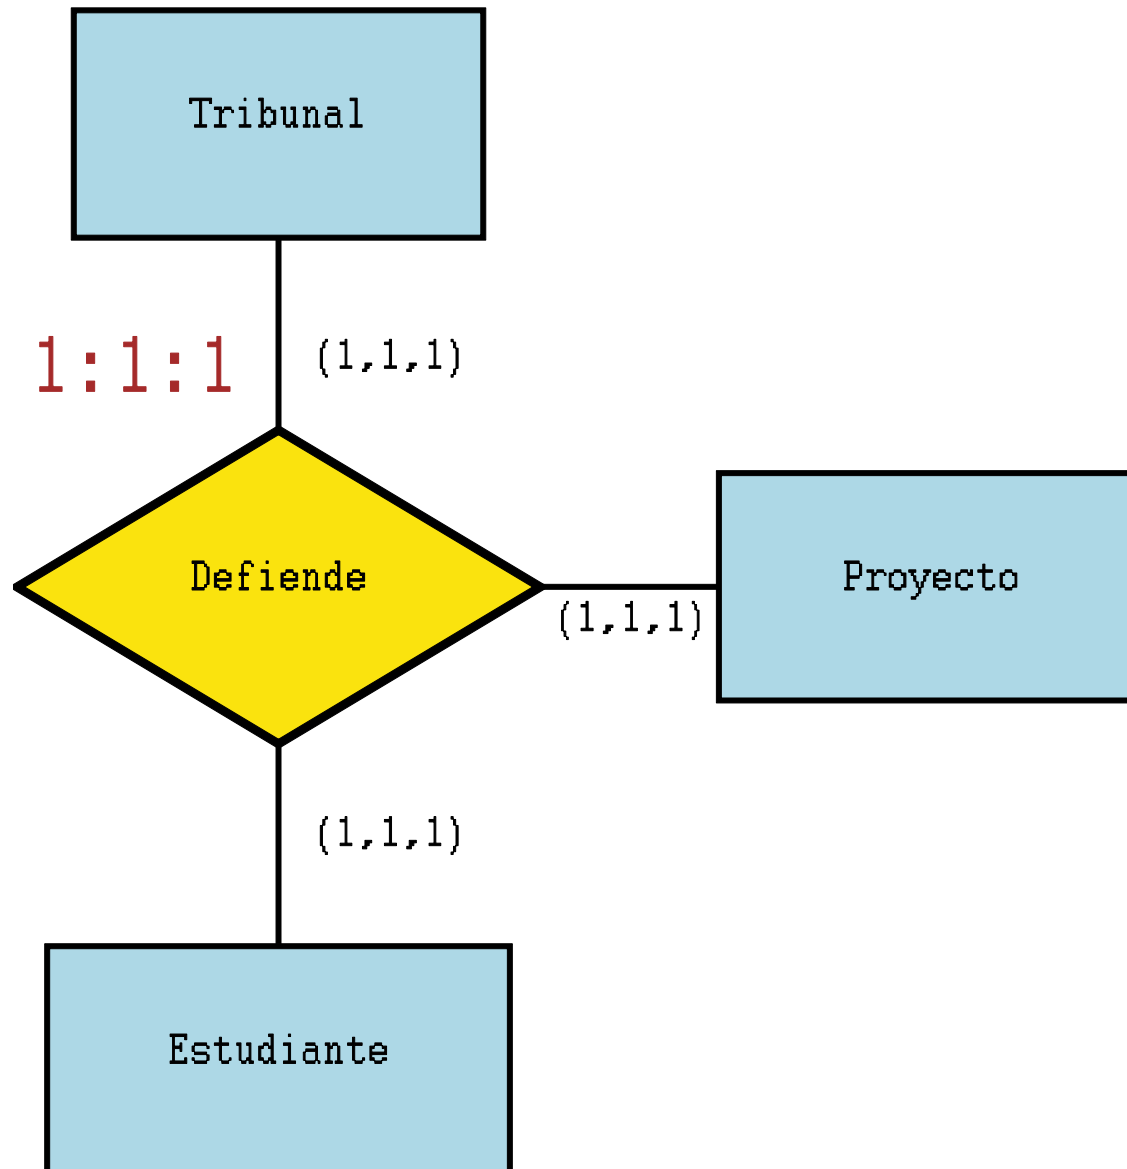 Tribunal
1:1:1
(1,1,1)
Defiende
Proyecto
(1,1,1)
(1,1,1)
Estudiante